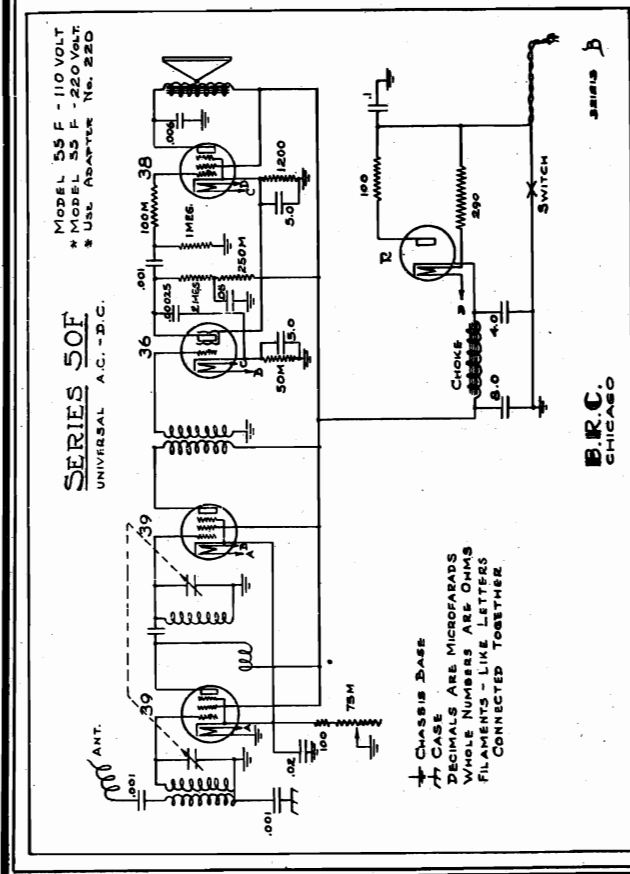 MODEL 55 F - 110 VOLT
* MODEL 55 F - 220 VOLT.
* USE ADAPTER No. 220
SERIES 50F
UNIVERSAL A.C. - D.C.
ANT.
.001
.001
39
A
.02
100
75M
39
D
A
36
.00025
2 MEG.
.05
250M
C
D
50M
5.0
.001
100M
1 MEG.
38
.006
D
C
5.0
1200
.1
100
290
12
D
CHOKE
8.0
4.0
SWITCH
CHASSIS BASE
CASE
DECIMALS ARE MICROFARADS
WHOLE NUMBERS ARE OHMS
FILAMENTS - LIKE LETTERS
CONNECTED TOGETHER
B.R.C.
CHICAGO